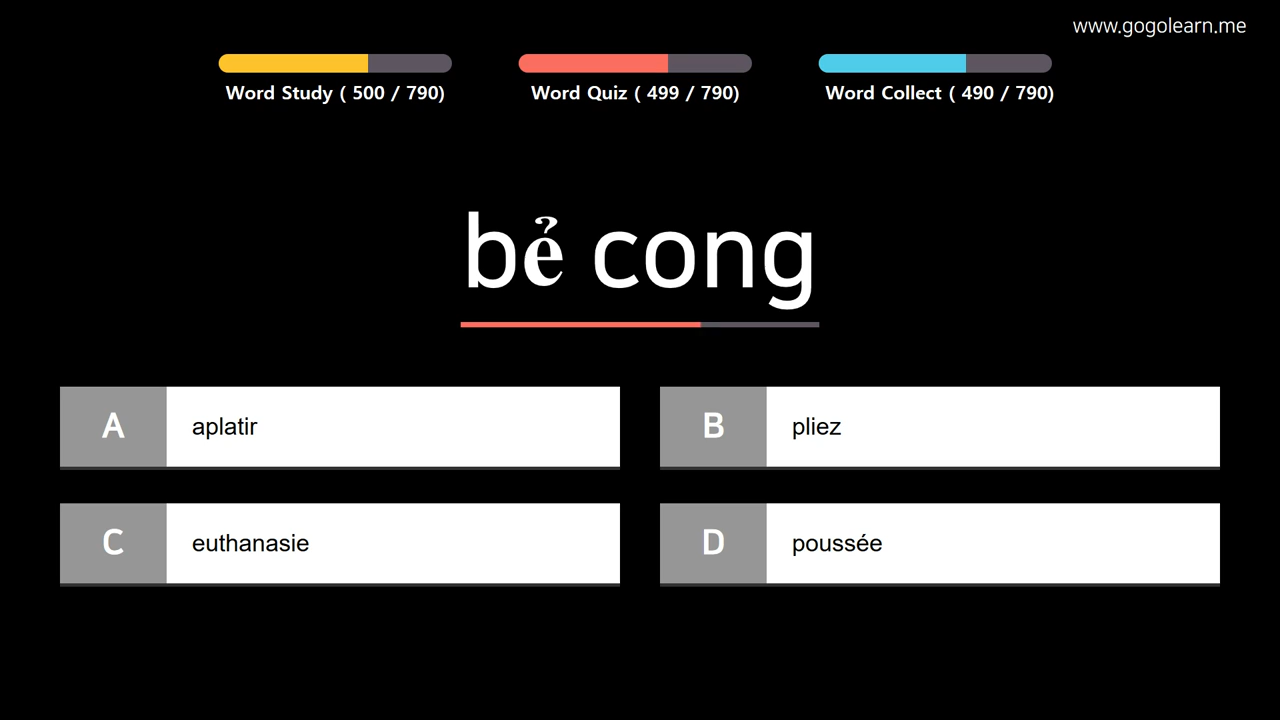 www.gogolearn.me
Word Study ( 500 / 790)
Word Quiz ( 499 / 790)
Word Collect ( 490 / 790)
bẻ cong
A aplatir
B pliez
C euthanasie
D poussée